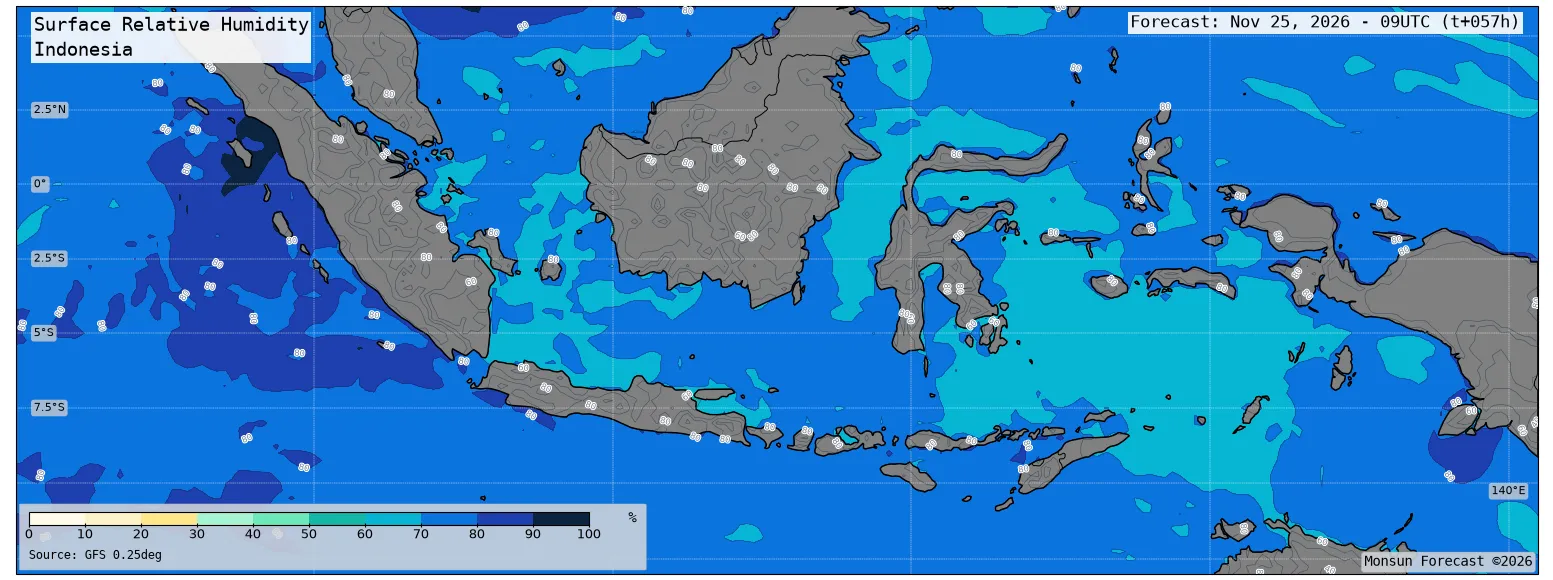 Surface Relative Humidity
Indonesia
Forecast: Nov 25, 2026 - 09UTC (t+057h)
2.5°N
0°
2.5°S
5°S
7.5°S
140°E
0 10 20 30 40 50 60 70 80 90 100 %
Source: GFS 0.25deg
Monsun Forecast ©2026